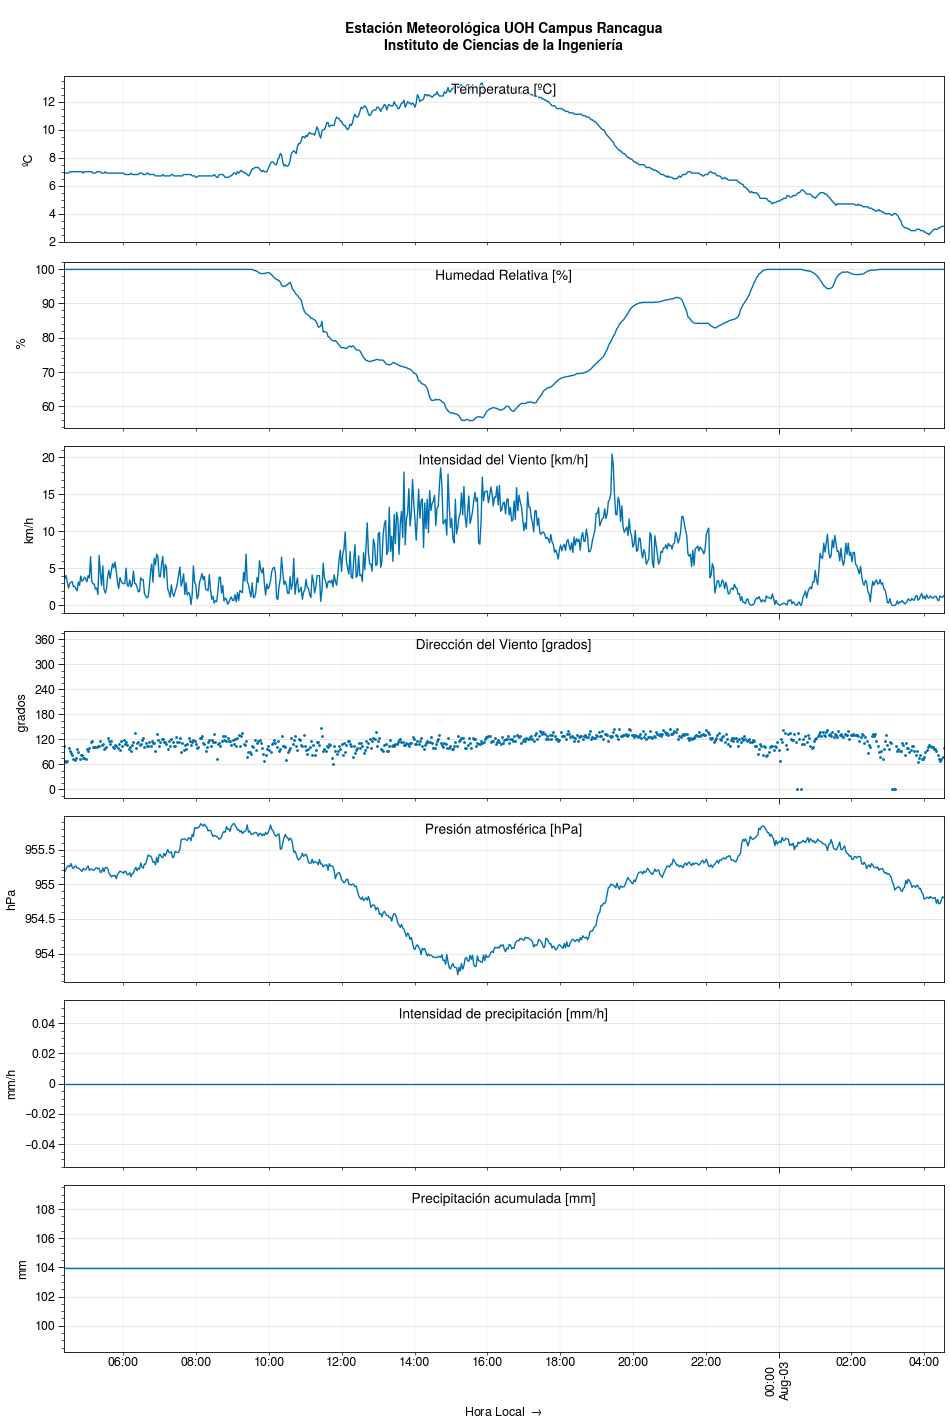 Estación Meteorológica UOH Campus Rancagua
Instituto de Ciencias de la Ingeniería
Temperatura [ºC]
ºC
12
10
8
6
4
2
Humedad Relativa [%]
%
100
90
80
70
60
Intensidad del Viento [km/h]
km/h
20
15
10
5
0
Dirección del Viento [grados]
grados
360
300
240
180
120
60
0
Presión atmosférica [hPa]
hPa
955.5
955
954.5
954
Intensidad de precipitación [mm/h]
mm/h
0.04
0.02
0
−0.02
−0.04
Precipitación acumulada [mm]
mm
108
106
104
102
100
06:00 08:00 10:00 12:00 14:00 16:00 18:00 20:00 22:00 00:00 02:00 04:00
Aug-03
Hora Local →